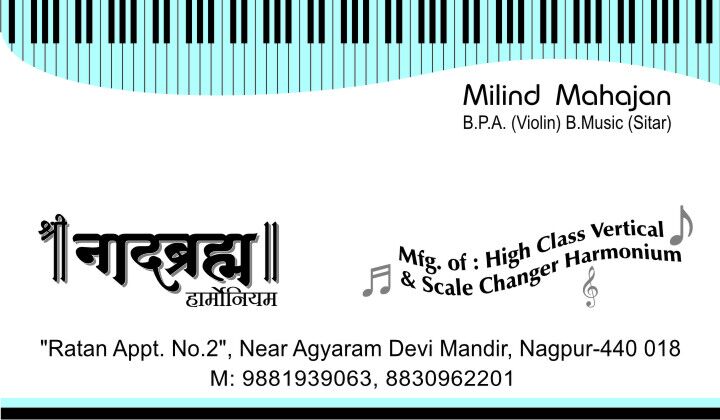 Milind Mahajan
B.P.A. (Violin) B.Music (Sitar)
श्री
॥ नादब्रह्म ॥
हार्मोनियम
Mfg. of : High Class Vertical
& Scale Changer Harmonium
"Ratan Appt. No.2", Near Agyaram Devi Mandir, Nagpur-440 018
M: 9881939063, 8830962201